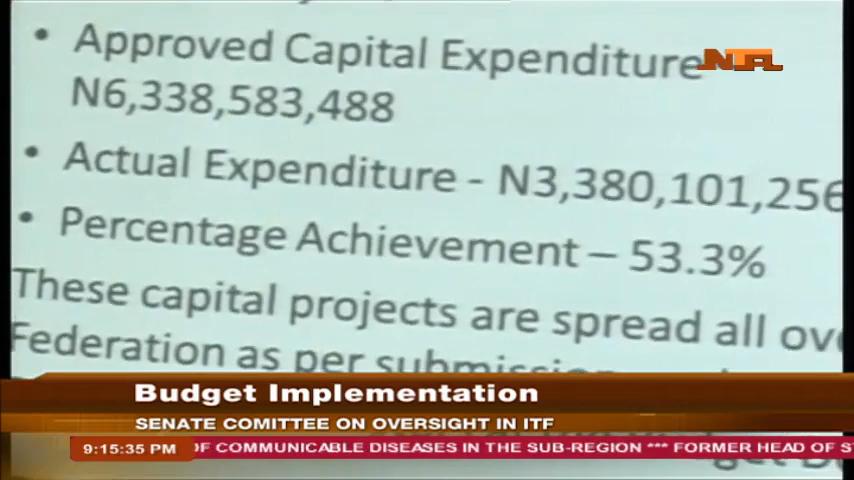 • Approved Capital Expenditure
N6,338,583,488
• Actual Expenditure - N3,380,101,256
• Percentage Achievement – 53.3%
These capital projects are spread all
Federation as per
NTA
Budget Implementation
SENATE COMITTEE ON OVERSIGHT IN ITF
9:15:35 PM OF COMMUNICABLE DISEASES IN THE SUB-REGION *** FORMER HEAD OF